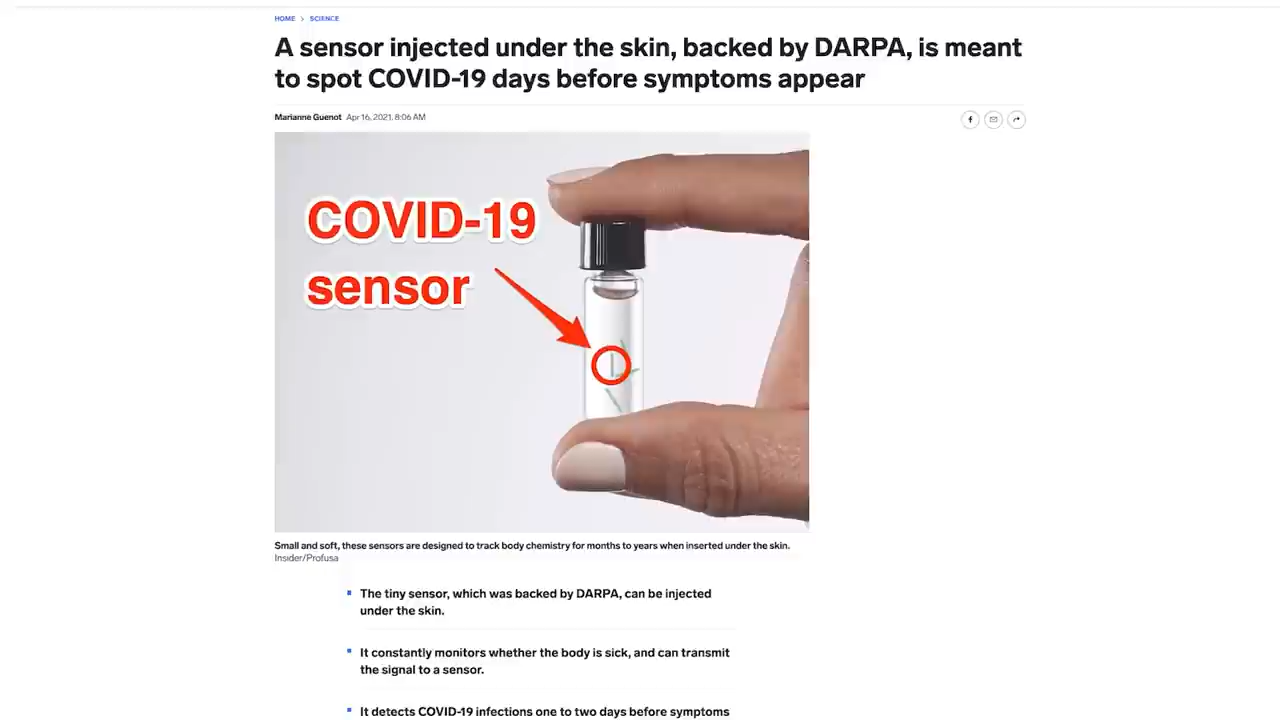 HOME > SCIENCE
A sensor injected under the skin, backed by DARPA, is meant
to spot COVID-19 days before symptoms appear
Marianne Guenot Apr 16, 2021, 8:06 AM
COVID-19
sensor
Small and soft, these sensors are designed to track body chemistry for months to years when inserted under the skin.
Insider/Profusa
The tiny sensor, which was backed by DARPA, can be injected
under the skin.
It constantly monitors whether the body is sick, and can transmit
the signal to a sensor.
It detects COVID-19 infections one to two days before symptoms